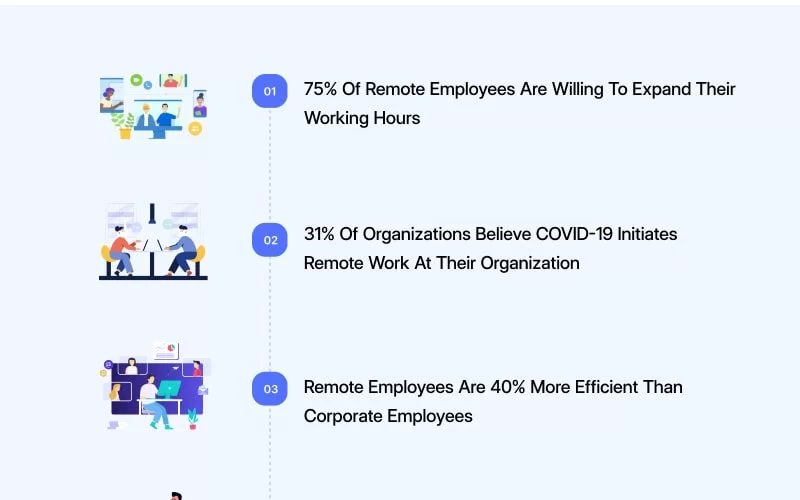 01
75% Of Remote Employees Are Willing To Expand Their
Working Hours
02
31% Of Organizations Believe COVID-19 Initiates
Remote Work At Their Organization
03
Remote Employees Are 40% More Efficient Than
Corporate Employees